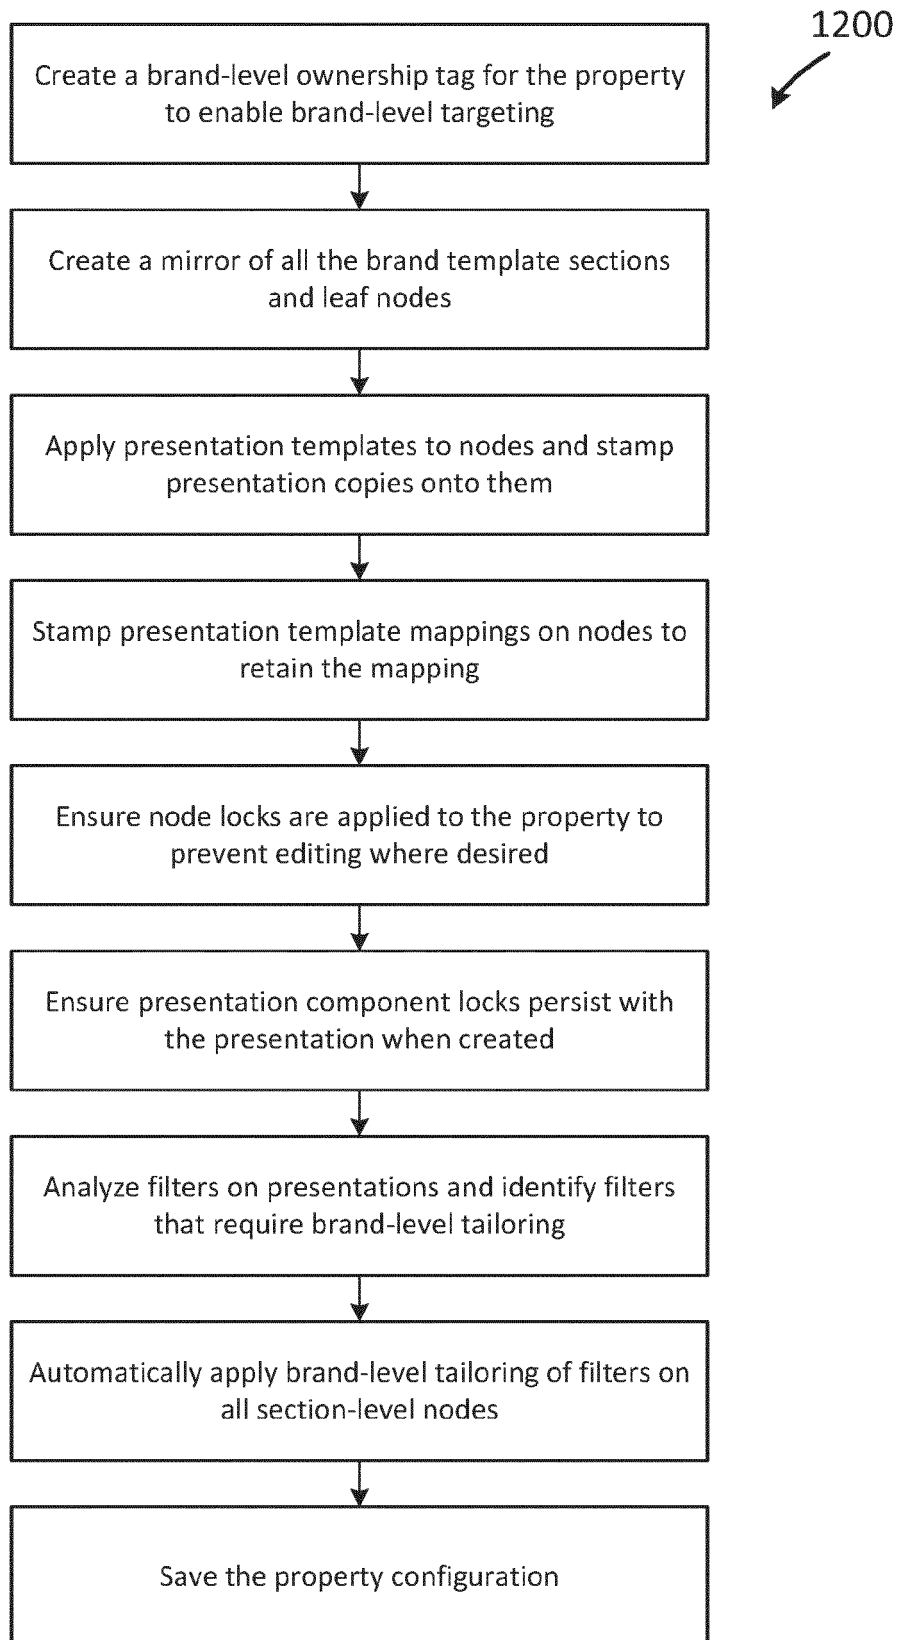 1200
Create a brand-level ownership tag for the property
to enable brand-level targeting
Create a mirror of all the brand template sections
and leaf nodes
Apply presentation templates to nodes and stamp
presentation copies onto them
Stamp presentation template mappings on nodes to
retain the mapping
Ensure node locks are applied to the property to
prevent editing where desired
Ensure presentation component locks persist with
the presentation when created
Analyze filters on presentations and identify filters
that require brand-level tailoring
Automatically apply brand-level tailoring of filters on
all section-level nodes
Save the property configuration